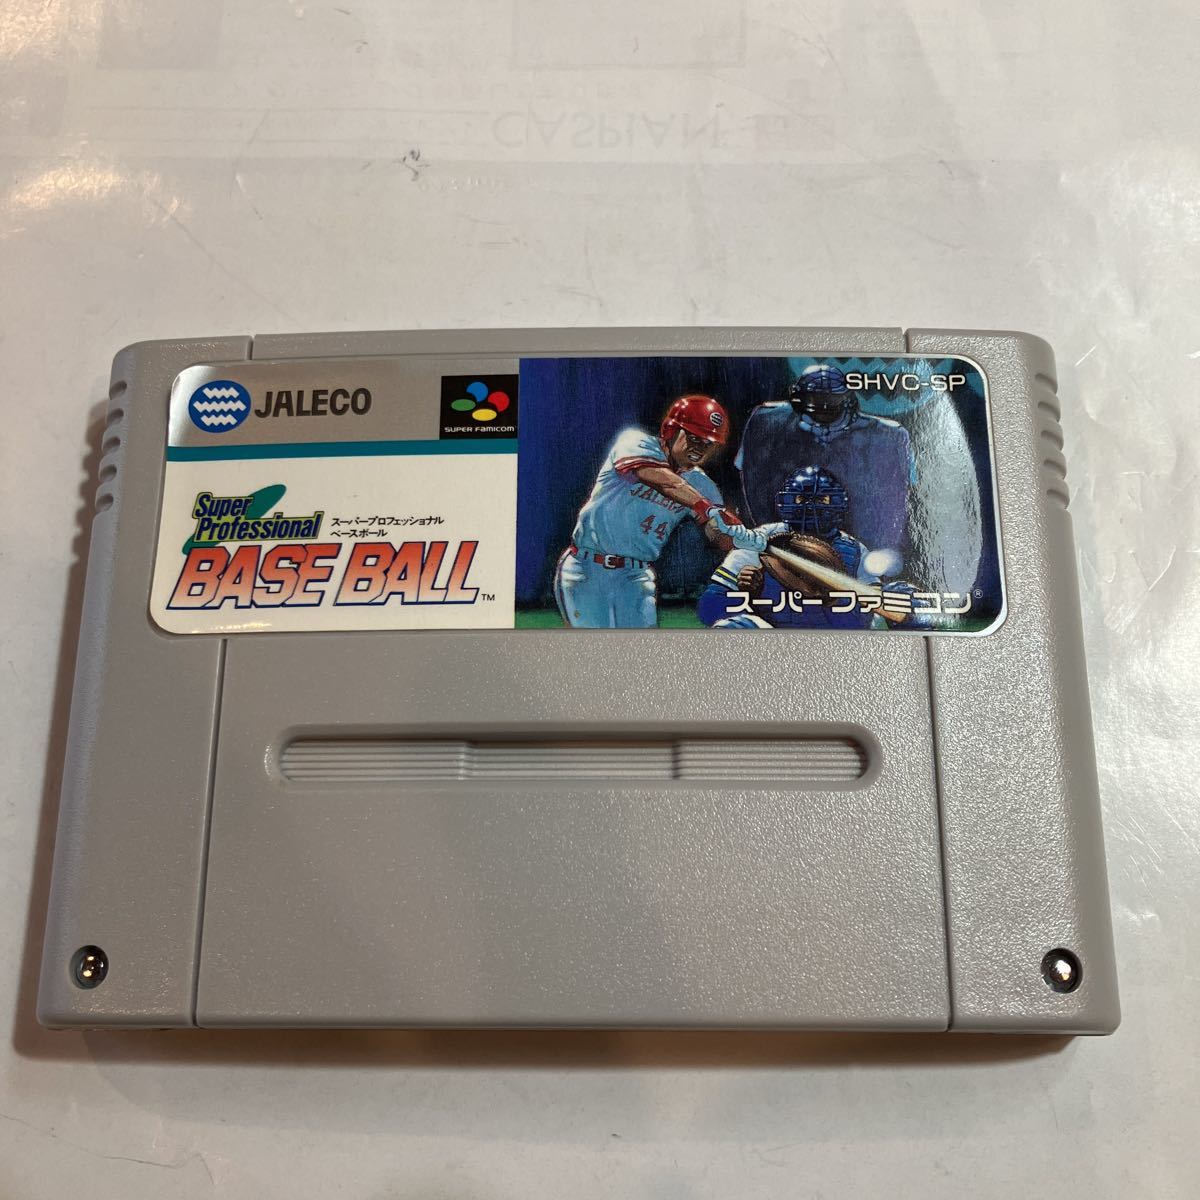 CASPIAN
JALECO
SUPER FAMICOM
SHVC-SP
Super
Professional
スーパープロフェッショナル
ベースボール
BASE BALL™
JALECO
44
スーパーファミコン®